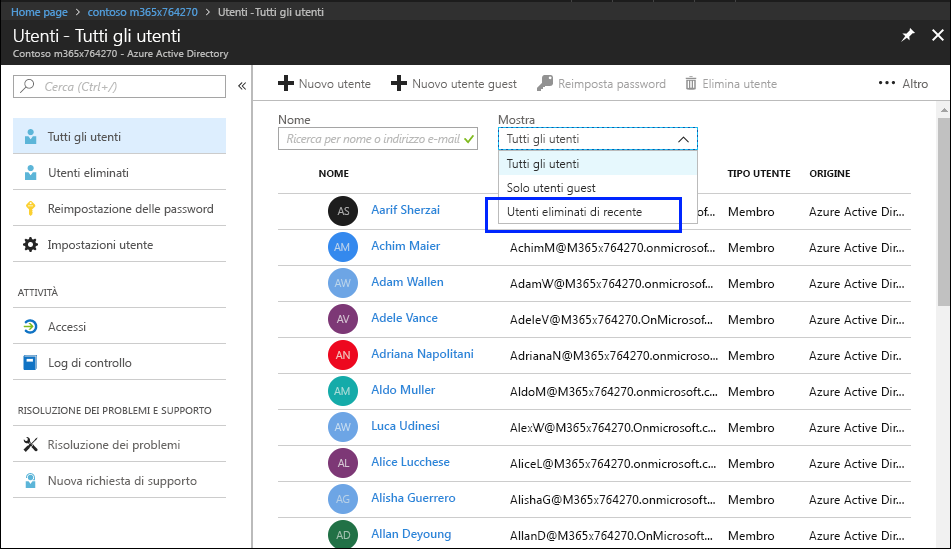 Home page > contoso m365x764270 > Utenti -Tutti gli utenti
Utenti - Tutti gli utenti
Contoso m365x764270 - Azure Active Directory
Cerca (Ctrl+/)
Tutti gli utenti
Utenti eliminati
Reimpostazione delle password
Impostazioni utente
ATTIVITÀ
Accessi
Log di controllo
RISOLUZIONE DEI PROBLEMI E SUPPORTO
Risoluzione dei problemi
Nuova richiesta di supporto
Nuovo utente Nuovo utente guest Reimposta password Elimina utente Altro
Nome Mostra
Ricerca per nome o indirizzo e-mail Tutti gli utenti
Tutti gli utenti
Solo utenti guest
Utenti eliminati di recente
NOME TIPO UTENTE ORIGINE
AS Aarif Sherzai osof... Membro Azure Active Dir...
AM Achim Maier AchimM@M365x764270.onmicrosof... Membro Azure Active Dir...
AW Adam Wallen AdamW@M365x764270.onmicrosof... Membro Azure Active Dir...
AV Adele Vance AdeleV@M365x764270.OnMicrosof... Membro Azure Active Dir...
AN Adriana Napolitani AdrianaN@M365x764270.onmicros... Membro Azure Active Dir...
AM Aldo Muller AldoM@M365x764270.onmicrosoft... Membro Azure Active Dir...
AW Luca Udinesi AlexW@M365x764270.Onmicrosoft.c... Membro Azure Active Dir...
AL Alice Lucchese AliceL@M365x764270.onmicrosoft.c... Membro Azure Active Dir...
AG Alisha Guerrero AlishaG@M365x764270.onmicrosoft... Membro Azure Active Dir...
AD Allan Deyoung AllanD@M365x764270.onmicrosoft.c... Membro Azure Active Dir...